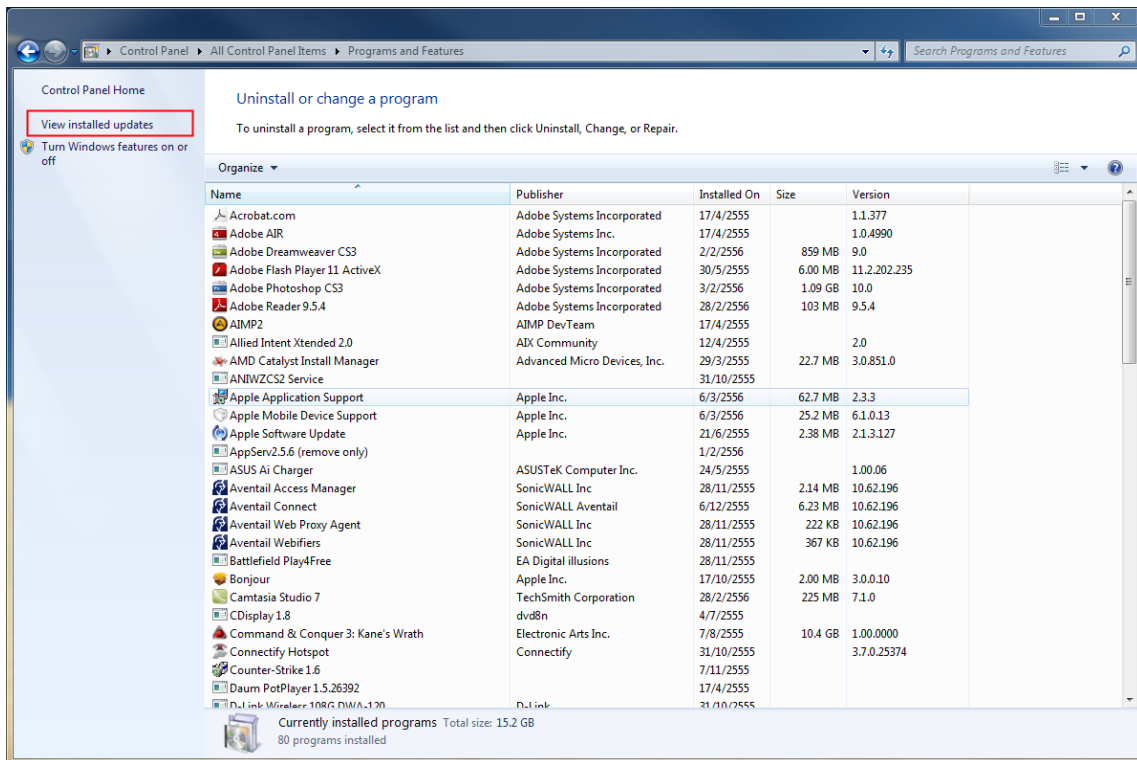 Control Panel ▸ All Control Panel Items ▸ Programs and Features
Search Programs and Features
Control Panel Home
View installed updates
Turn Windows features on or
off
Uninstall or change a program
To uninstall a program, select it from the list and then click Uninstall, Change, or Repair.
Organize
Name Publisher Installed On Size Version
Acrobat.com Adobe Systems Incorporated 17/4/2555 1.1.377
Adobe AIR Adobe Systems Inc. 17/4/2555 1.0.4990
Adobe Dreamweaver CS3 Adobe Systems Incorporated 2/2/2556 859 MB 9.0
Adobe Flash Player 11 ActiveX Adobe Systems Incorporated 30/5/2555 6.00 MB 11.2.202.235
Adobe Photoshop CS3 Adobe Systems Incorporated 3/2/2556 1.09 GB 10.0
Adobe Reader 9.5.4 Adobe Systems Incorporated 28/2/2556 103 MB 9.5.4
AIMP2 AIMP DevTeam 17/4/2555
Allied Intent Xtended 2.0 AIX Community 12/4/2555 2.0
AMD Catalyst Install Manager Advanced Micro Devices, Inc. 29/3/2555 22.7 MB 3.0.851.0
ANIWZCS2 Service 31/10/2555
Apple Application Support Apple Inc. 6/3/2556 62.7 MB 2.3.3
Apple Mobile Device Support Apple Inc. 6/3/2556 25.2 MB 6.1.0.13
Apple Software Update Apple Inc. 21/6/2555 2.38 MB 2.1.3.127
AppServ2.5.6 (remove only) 1/2/2556
ASUS Ai Charger ASUSTeK Computer Inc. 24/5/2555 1.00.06
Aventail Access Manager SonicWALL Inc 28/11/2555 2.14 MB 10.62.196
Aventail Connect SonicWALL Aventail 6/12/2555 6.23 MB 10.62.196
Aventail Web Proxy Agent SonicWALL Inc 28/11/2555 222 KB 10.62.196
Aventail Webifiers SonicWALL Inc 28/11/2555 367 KB 10.62.196
Battlefield Play4Free EA Digital illusions 28/11/2555
Bonjour Apple Inc. 17/10/2555 2.00 MB 3.0.0.10
Camtasia Studio 7 TechSmith Corporation 28/2/2556 225 MB 7.1.0
CDisplay 1.8 dvd8n 4/7/2555
Command & Conquer 3: Kane's Wrath Electronic Arts Inc. 7/8/2555 10.4 GB 1.00.0000
Connectify Hotspot Connectify 31/10/2555 3.7.0.25374
Counter-Strike 1.6 7/11/2555
Daum PotPlayer 1.5.26392 17/4/2555
D-Link Wireless 108G DWA-120 D-Link 31/10/2555
Currently installed programs Total size: 15.2 GB
80 programs installed